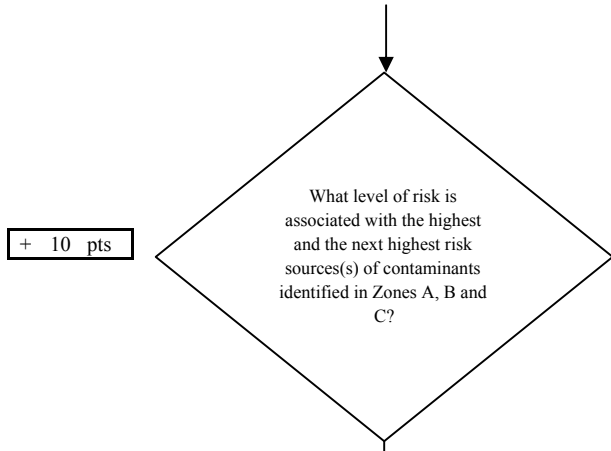 What level of risk is
associated with the highest
and the next highest risk
sources(s) of contaminants
identified in Zones A, B and
C?
+ 10 pts